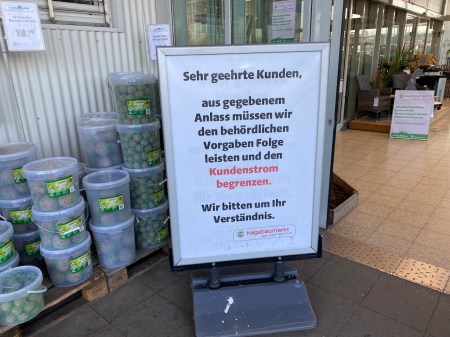 Sehr geehrte Kunden,
aus gegebenem
Anlass müssen wir
den behördlichen
Vorgaben Folge
leisten und den
Kundenstrom
begrenzen.
Wir bitten um Ihr
Verständnis.
hagebaumarkt